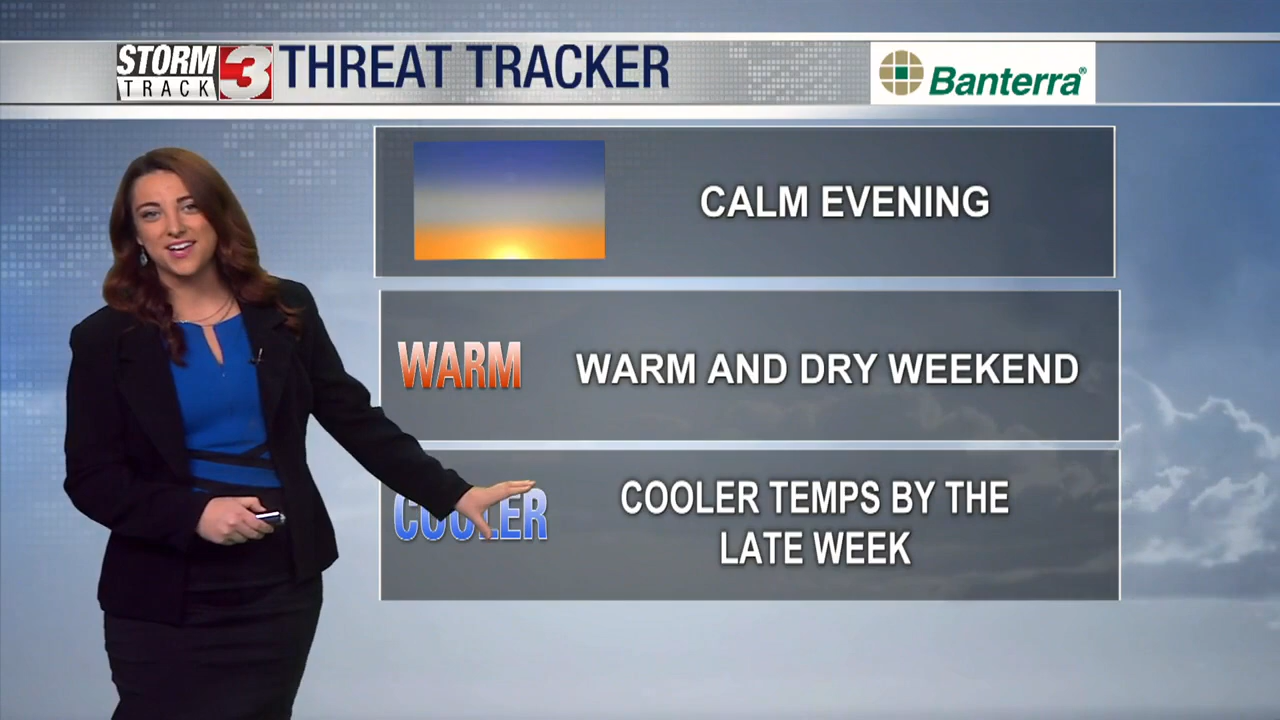 STORM
TRACK
3
THREAT TRACKER
Banterra®
CALM EVENING
WARM
WARM AND DRY WEEKEND
COOLER
COOLER TEMPS BY THE
LATE WEEK